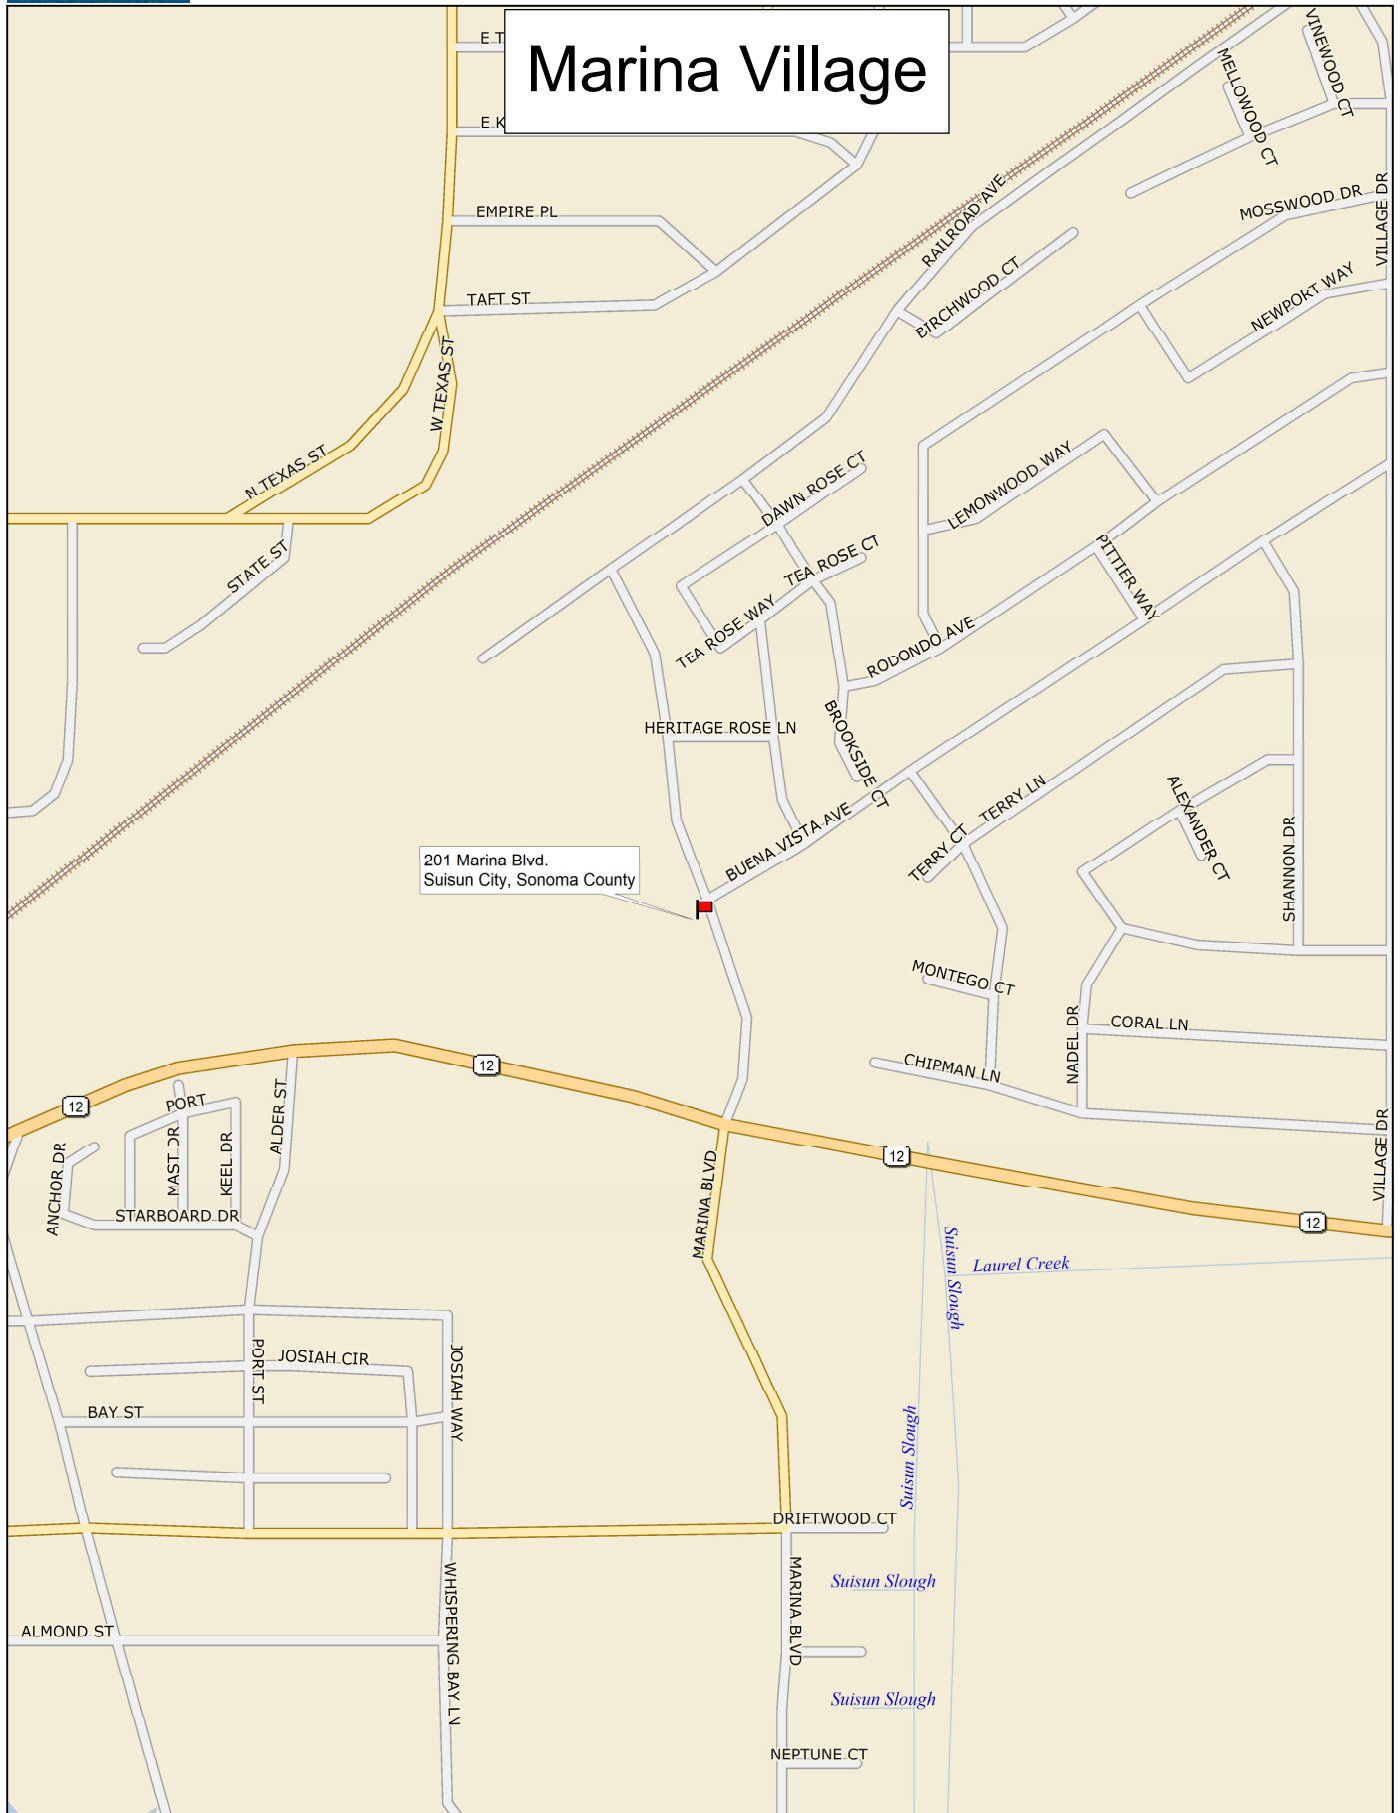 Marina Village
E T
E K
EMPIRE PL
TAFT ST
W TEXAS ST
N TEXAS ST
STATE ST
RAILROAD AVE
BIRCHWOOD CT
MELLOWOOD CT
VINEWOOD CT
MOSSWOOD DR
VILLAGE DR
NEWPORT WAY
DAWN ROSE CT
LEMONWOOD WAY
TEA ROSE CT
TEA ROSE WAY
PITTIER WAY
RODONDO AVE
HERITAGE ROSE LN
BROOKSIDE CT
BUENA VISTA AVE
TERRY LN
TERRY CT
ALEXANDER CT
SHANNON DR
201 Marina Blvd.
Suisun City, Sonoma County
MONTEGO CT
NADEL DR
CORAL LN
CHIPMAN LN
12
12
12
12
PORT
ALDER ST
MAST DR
KEEL DR
ANCHOR DR
STARBOARD DR
MARINA BLVD
VILLAGE DR
Suisun Slough
Laurel Creek
PORT ST
JOSIAH CIR
JOSIAH WAY
BAY ST
Suisun Slough
DRIFTWOOD CT
WHISPERING BAY LN
MARINA BLVD
Suisun Slough
ALMOND ST
Suisun Slough
NEPTUNE CT